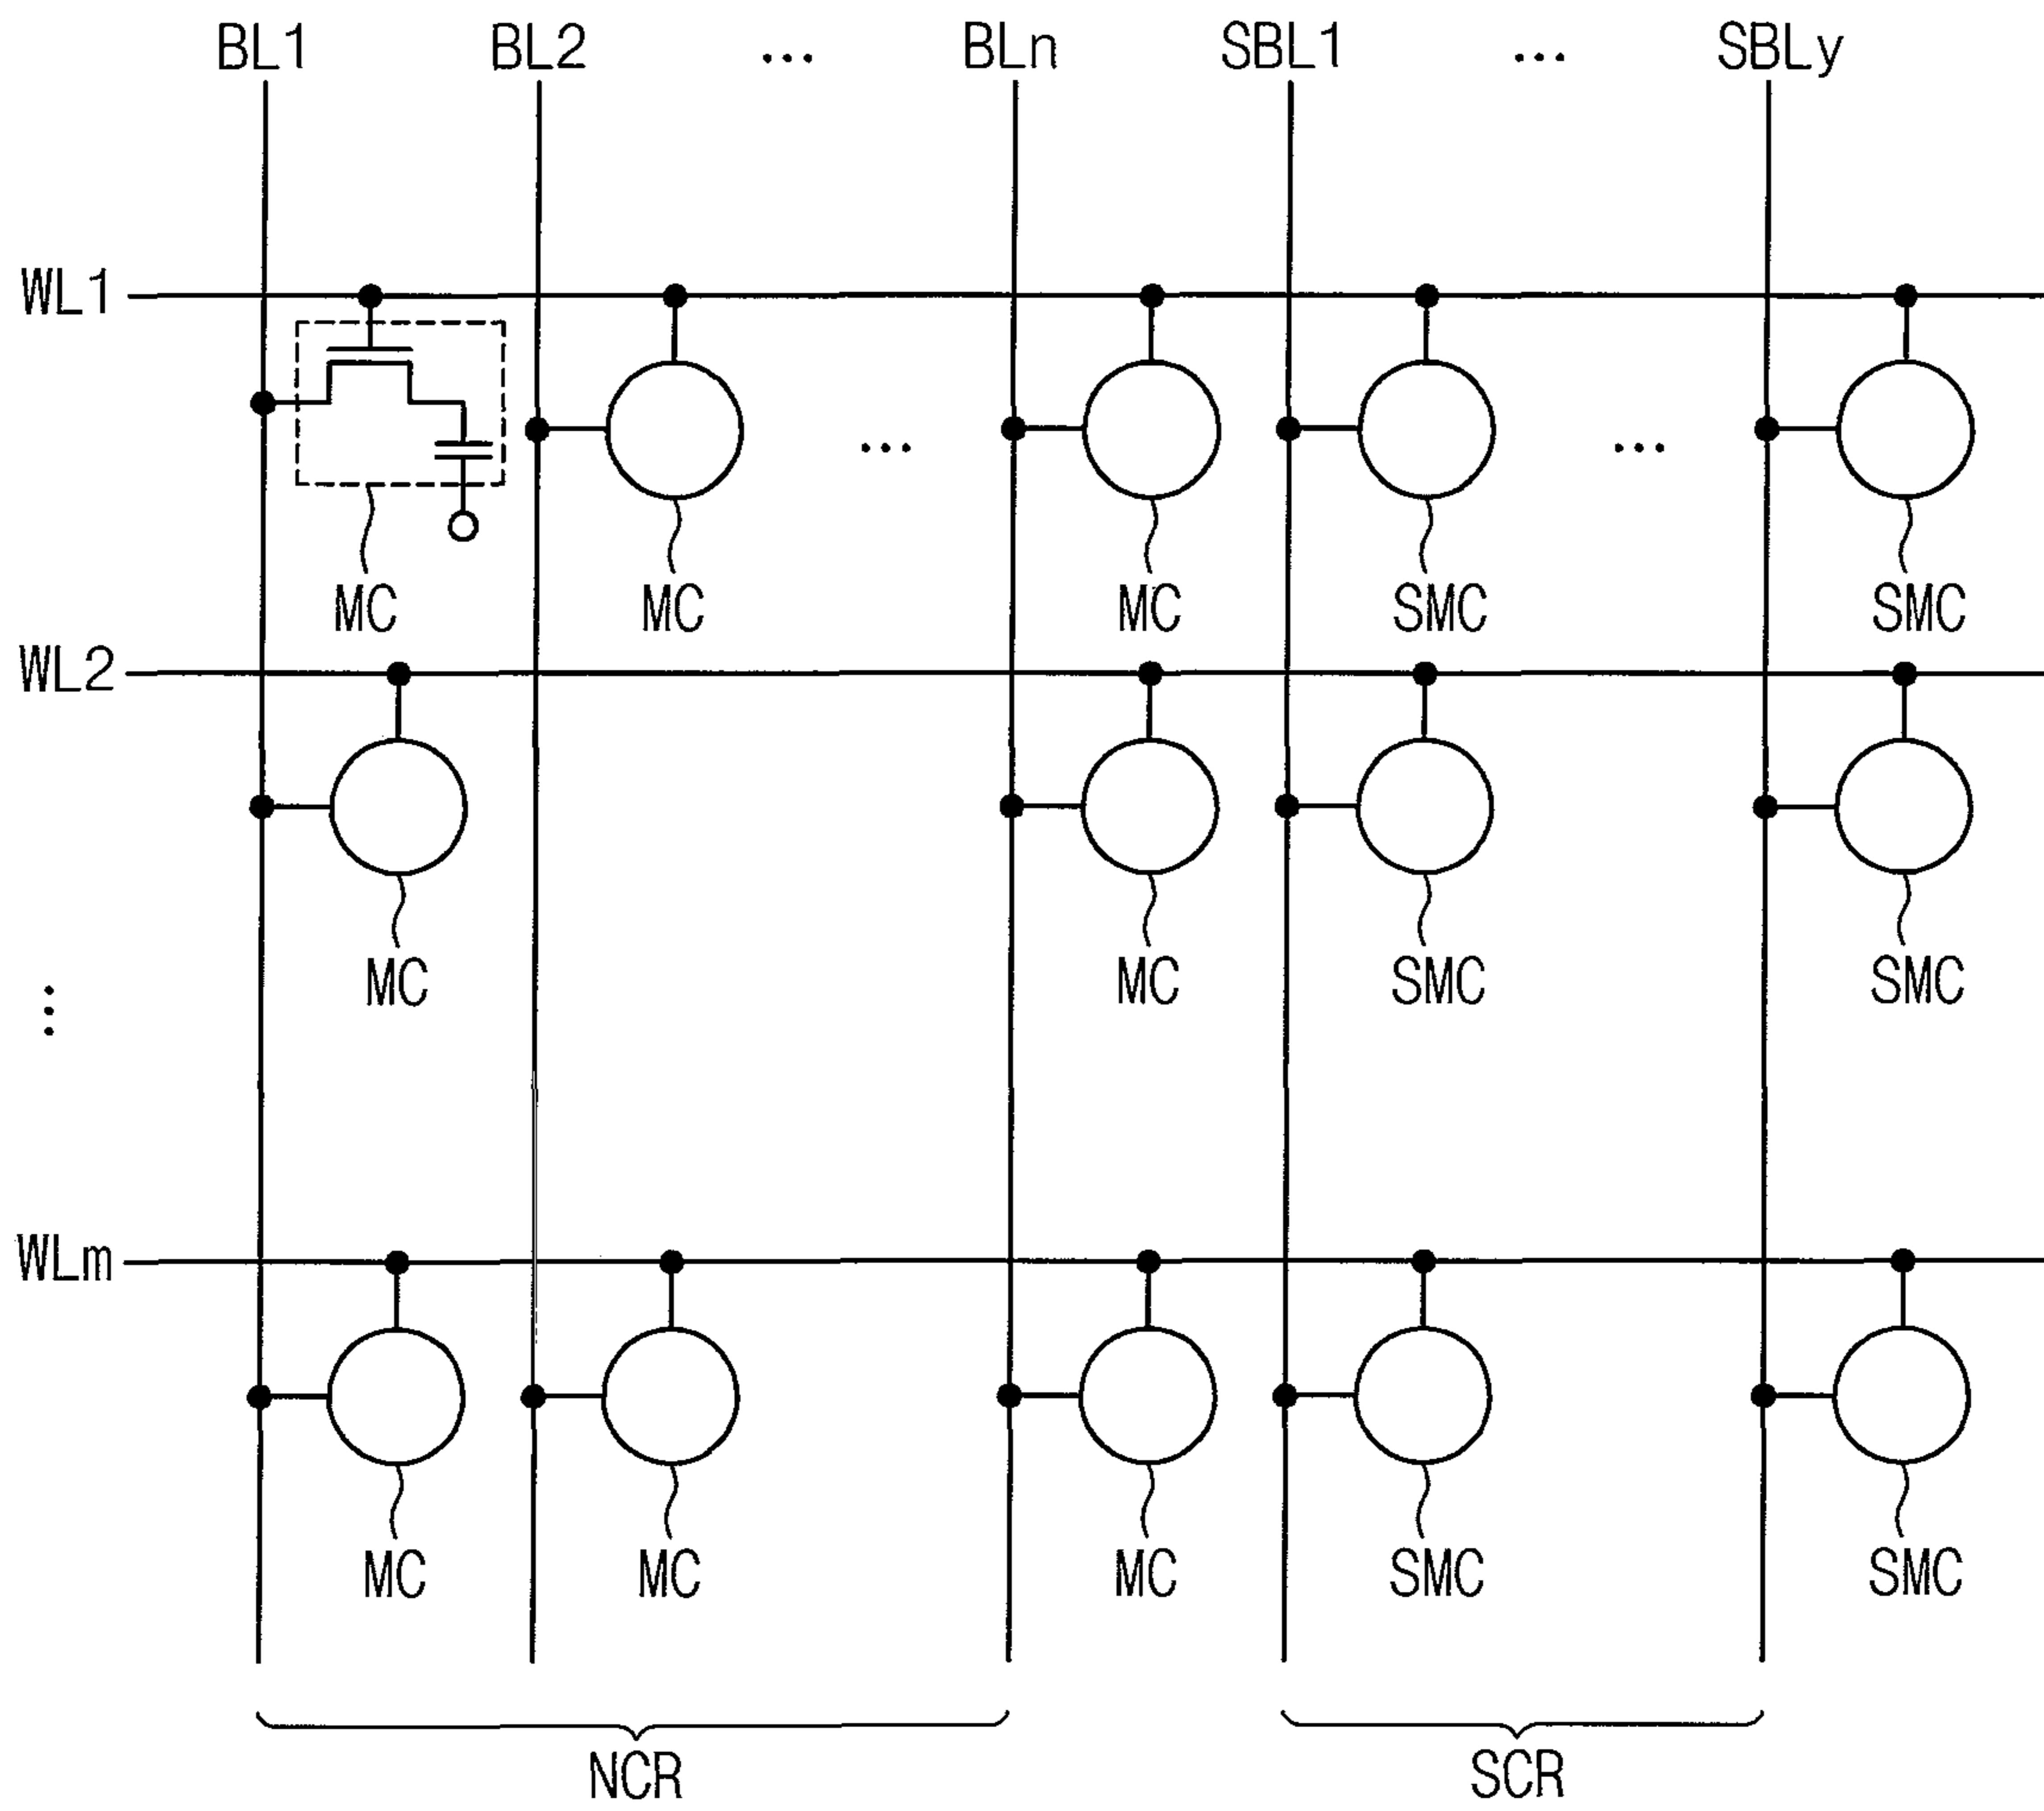 BL1 BL2 ... BLn SBL1 ... SBLy
WL1
... ...
MC MC MC SMC SMC
WL2
MC MC SMC SMC
⋮
WLm
MC MC MC SMC SMC
NCR SCR